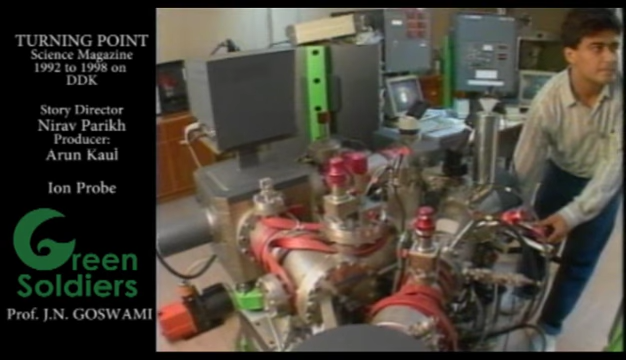 TURNING POINT
Science Magazine
1992 to 1998 on
DDK
Story Director
Nirav Parikh
Producer:
Arun Kaul
Ion Probe
Green
Soldiers
Prof. J.N. GOSWAMI